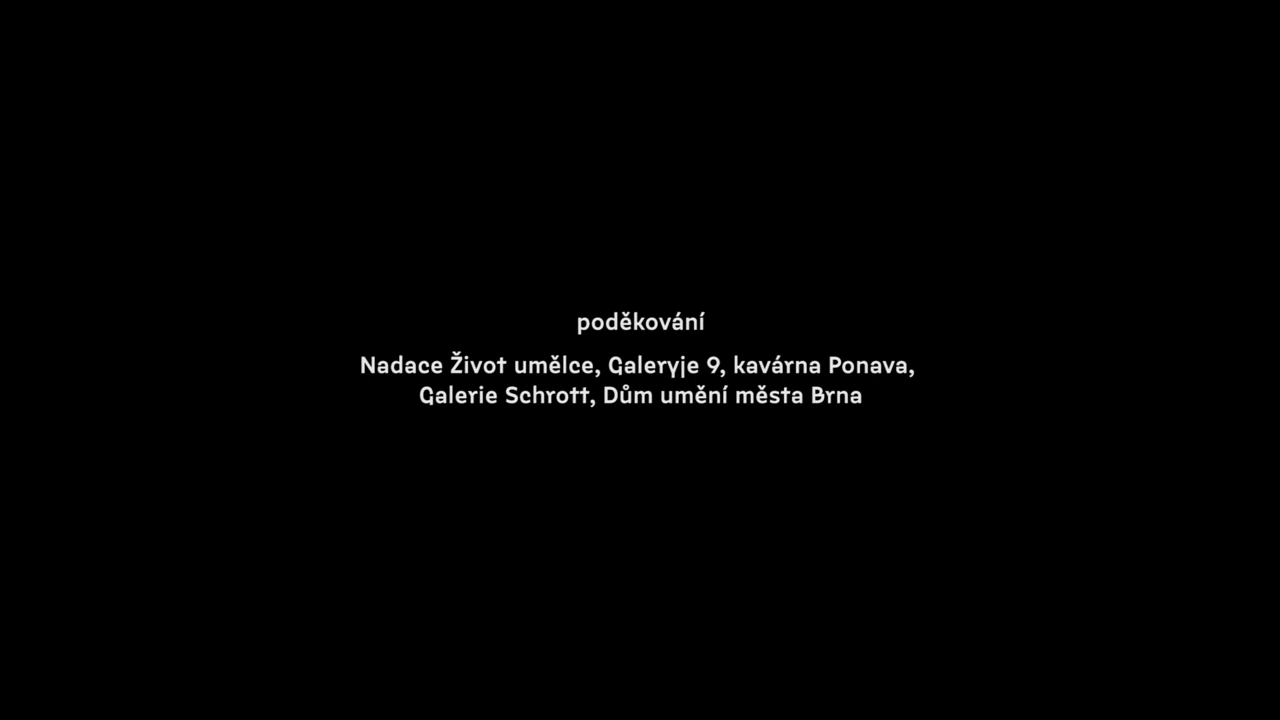 poděkování
Nadace Život umělce, Galeryje 9, kavárna Ponava,
Galerie Schrott, Dům umění města Brna